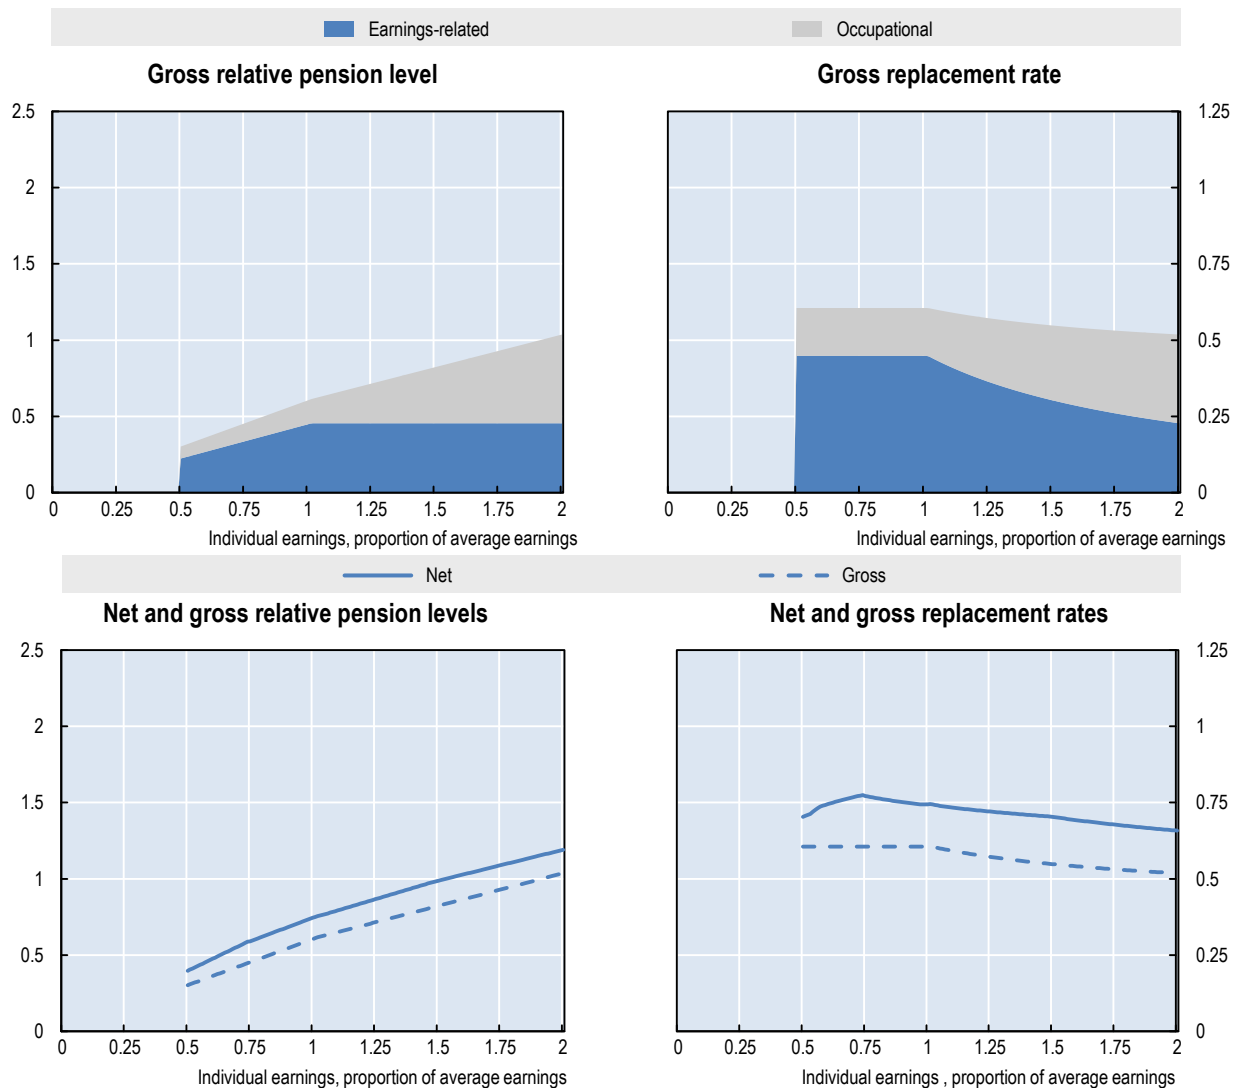 Earnings-related Occupational
Gross relative pension level
Gross replacement rate
2.5
2
1.5
1
0.5
0
0 0.25 0.5 0.75 1 1.25 1.5 1.75 2
Individual earnings, proportion of average earnings
1.25
1
0.75
0.5
0.25
0
0 0.25 0.5 0.75 1 1.25 1.5 1.75 2
Individual earnings, proportion of average earnings
Net Gross
Net and gross relative pension levels
Net and gross replacement rates
2.5
2
1.5
1
0.5
0
0 0.25 0.5 0.75 1 1.25 1.5 1.75 2
Individual earnings, proportion of average earnings
1.25
1
0.75
0.5
0.25
0
0 0.25 0.5 0.75 1 1.25 1.5 1.75 2
Individual earnings , proportion of average earnings